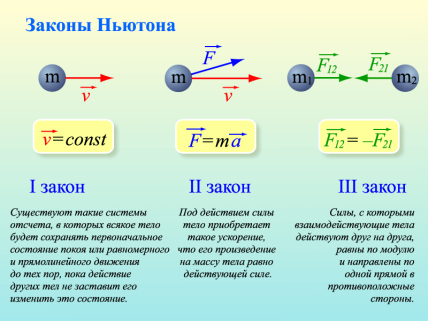 Законы Ньютона
m
v
m
F
v
m1
F12
F21
m2
v=const
F=ma
F12= –F21
I закон
II закон
III закон
Существуют такие системы
отсчета, в которых всякое тело
будет сохранять первоначальное
состояние покоя или равномерного
и прямолинейного движения
до тех пор, пока действие
других тел не заставит его
изменить это состояние.
Под действием силы
тело приобретает
такое ускорение,
что его произведение
на массу тела равно
действующей силе.
Силы, с которыми
взаимодействующие тела
действуют друг на друга,
равны по модулю
и направлены по
одной прямой в
противоположные
стороны.